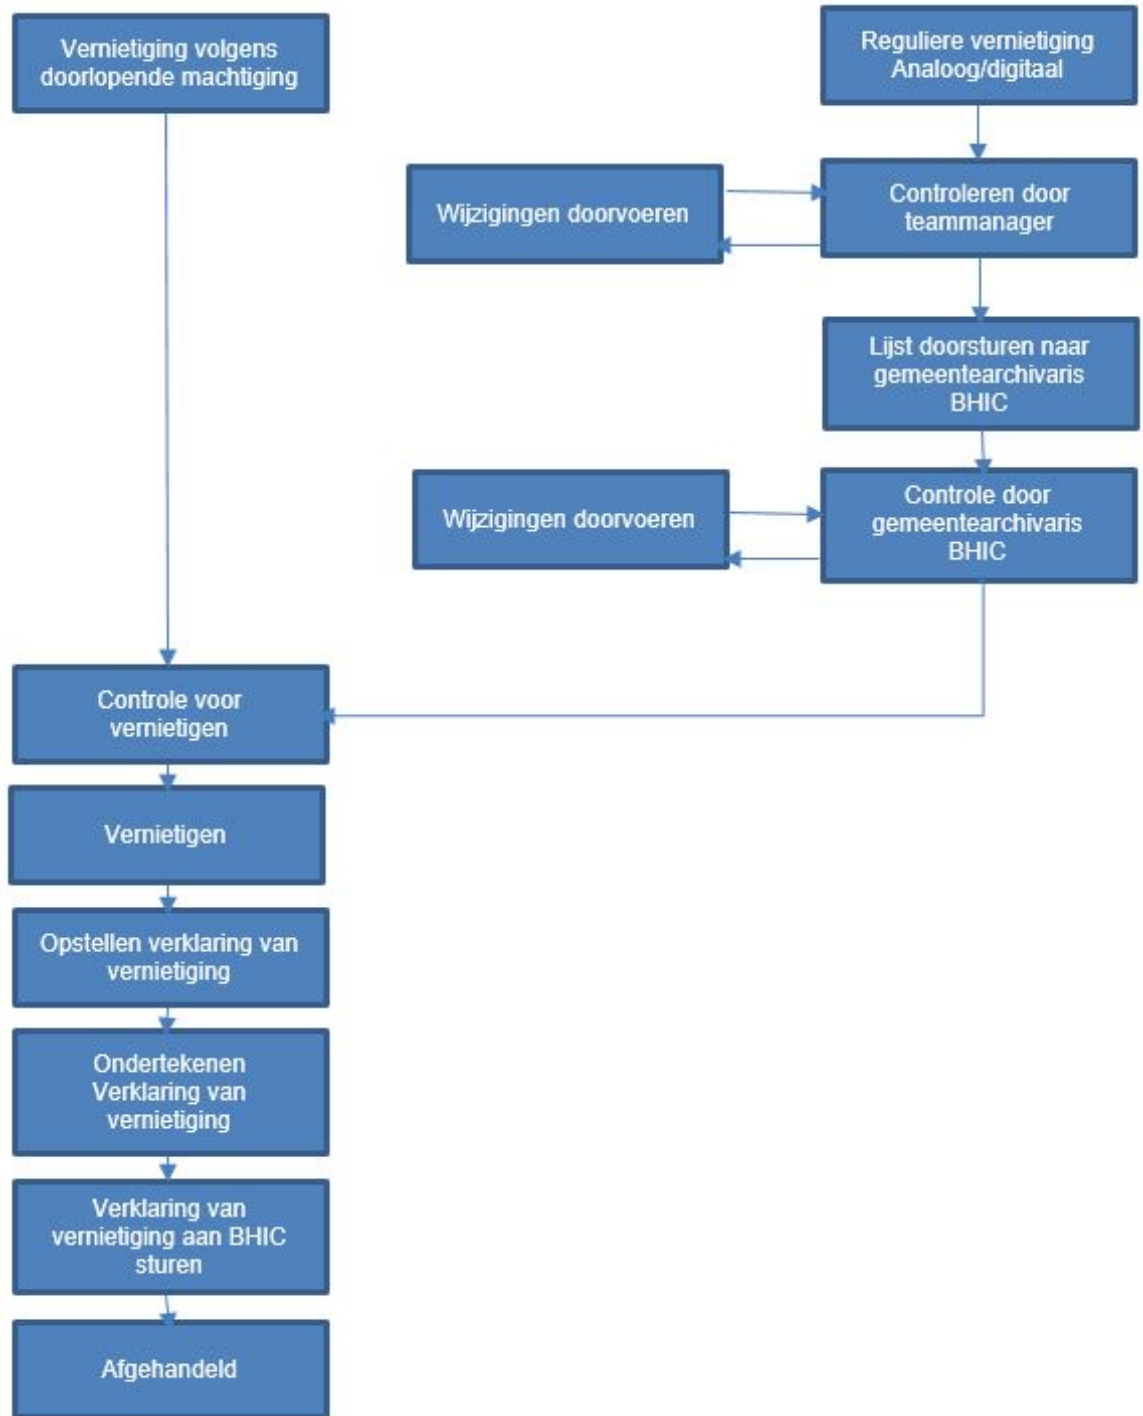 Vernietiging volgens
doorlopende machtiging
Reguliere vernietiging
Analoog/digitaal
Wijzigingen doorvoeren
Controleren door
teammanager
Lijst doorsturen naar
gemeentearchivaris
BHIC
Wijzigingen doorvoeren
Controle door
gemeentearchivaris
BHIC
Controle voor
vernietigen
Vernietigen
Opstellen verklaring van
vernietiging
Ondertekenen
Verklaring van
vernietiging
Verklaring van
vernietiging aan BHIC
sturen
Afgehandeld